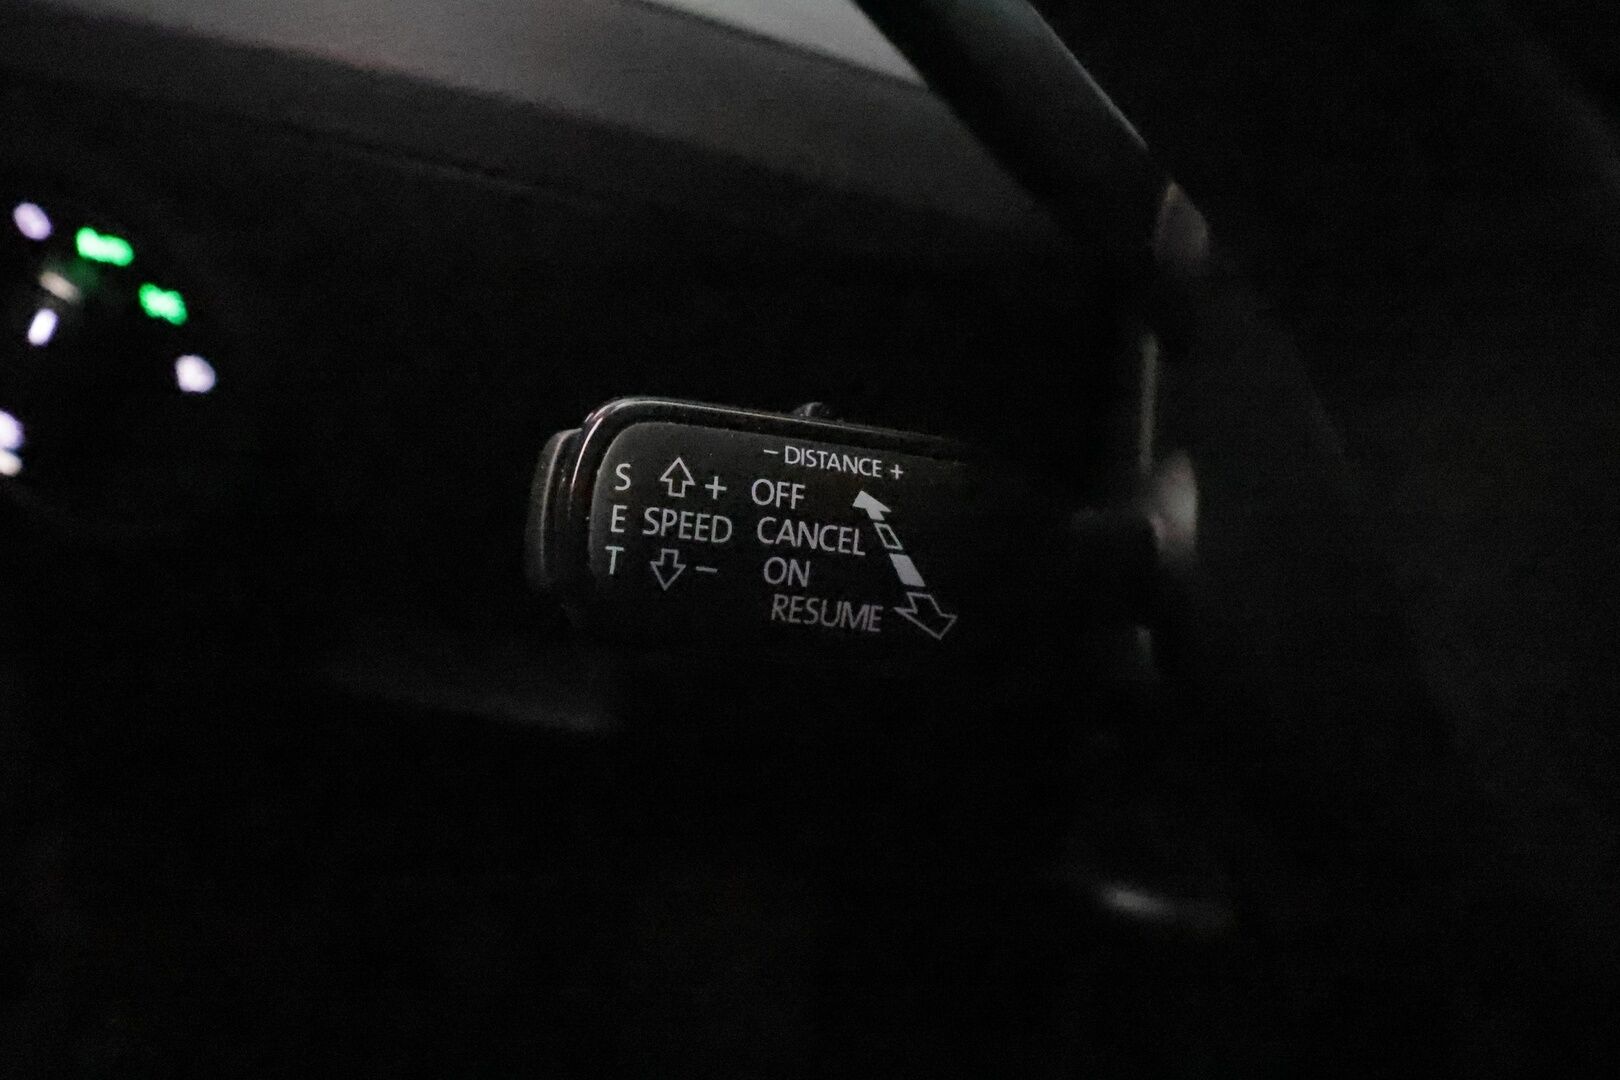 - DISTANCE +
S + OFF
E SPEED CANCEL
T - ON
RESUME